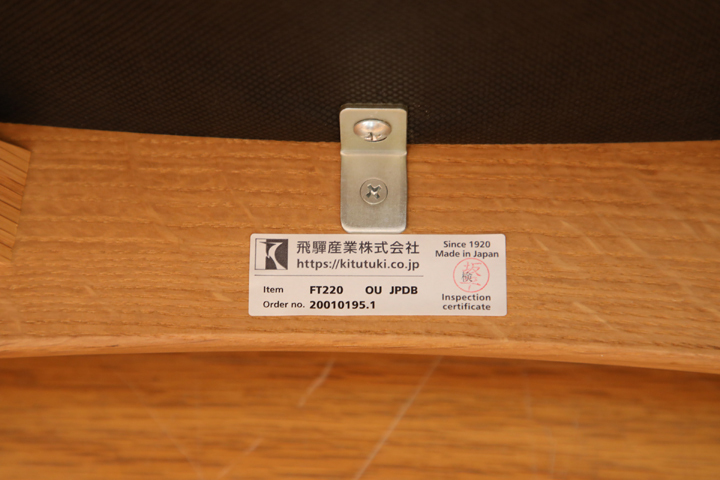 飛騨産業株式会社
https://kitutuki.co.jp
Item FT220 OU JPDB
Order no. 20010195.1
Since 1920
Made in Japan
検
Inspection
certificate